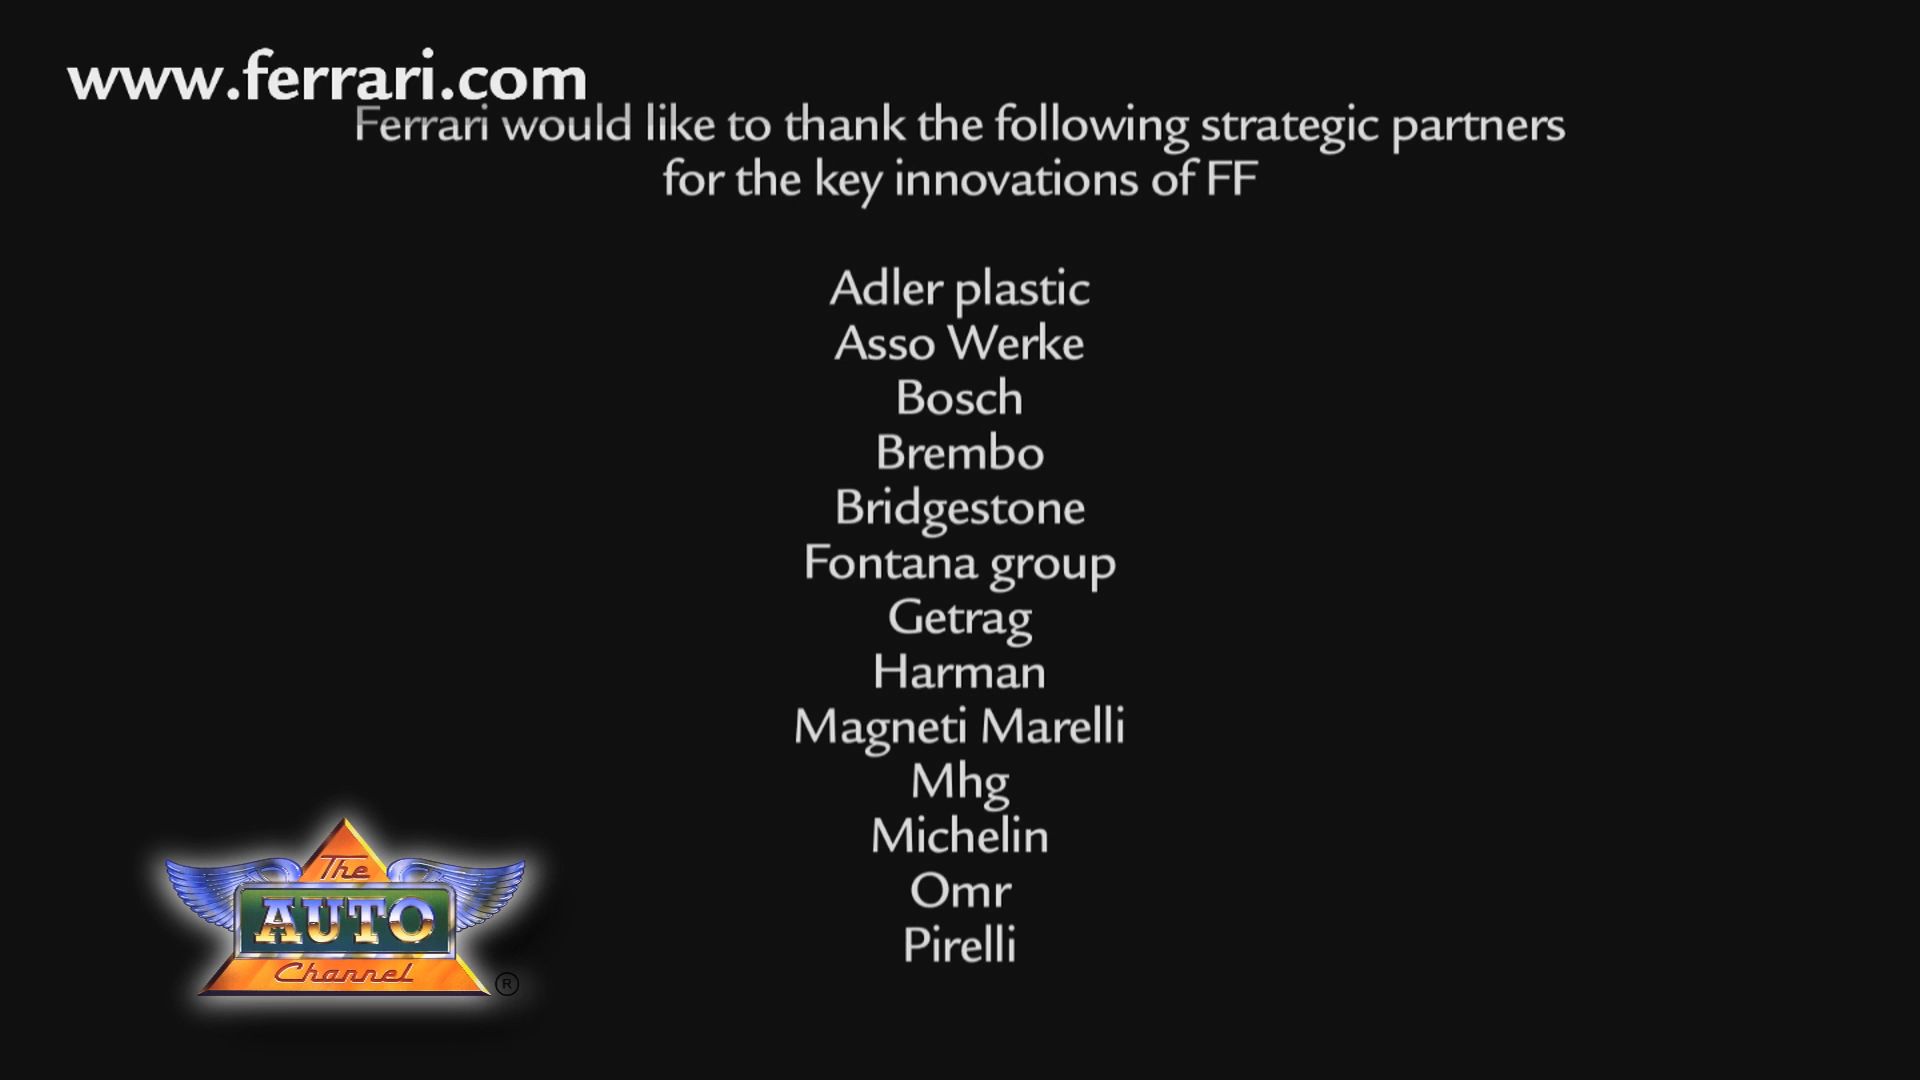 www.ferrari.com
Ferrari would like to thank the following strategic partners
for the key innovations of FF
Adler plastic
Asso Werke
Bosch
Brembo
Bridgestone
Fontana group
Getrag
Harman
Magneti Marelli
Mhg
Michelin
Omr
Pirelli
The
AUTO
Channel
®